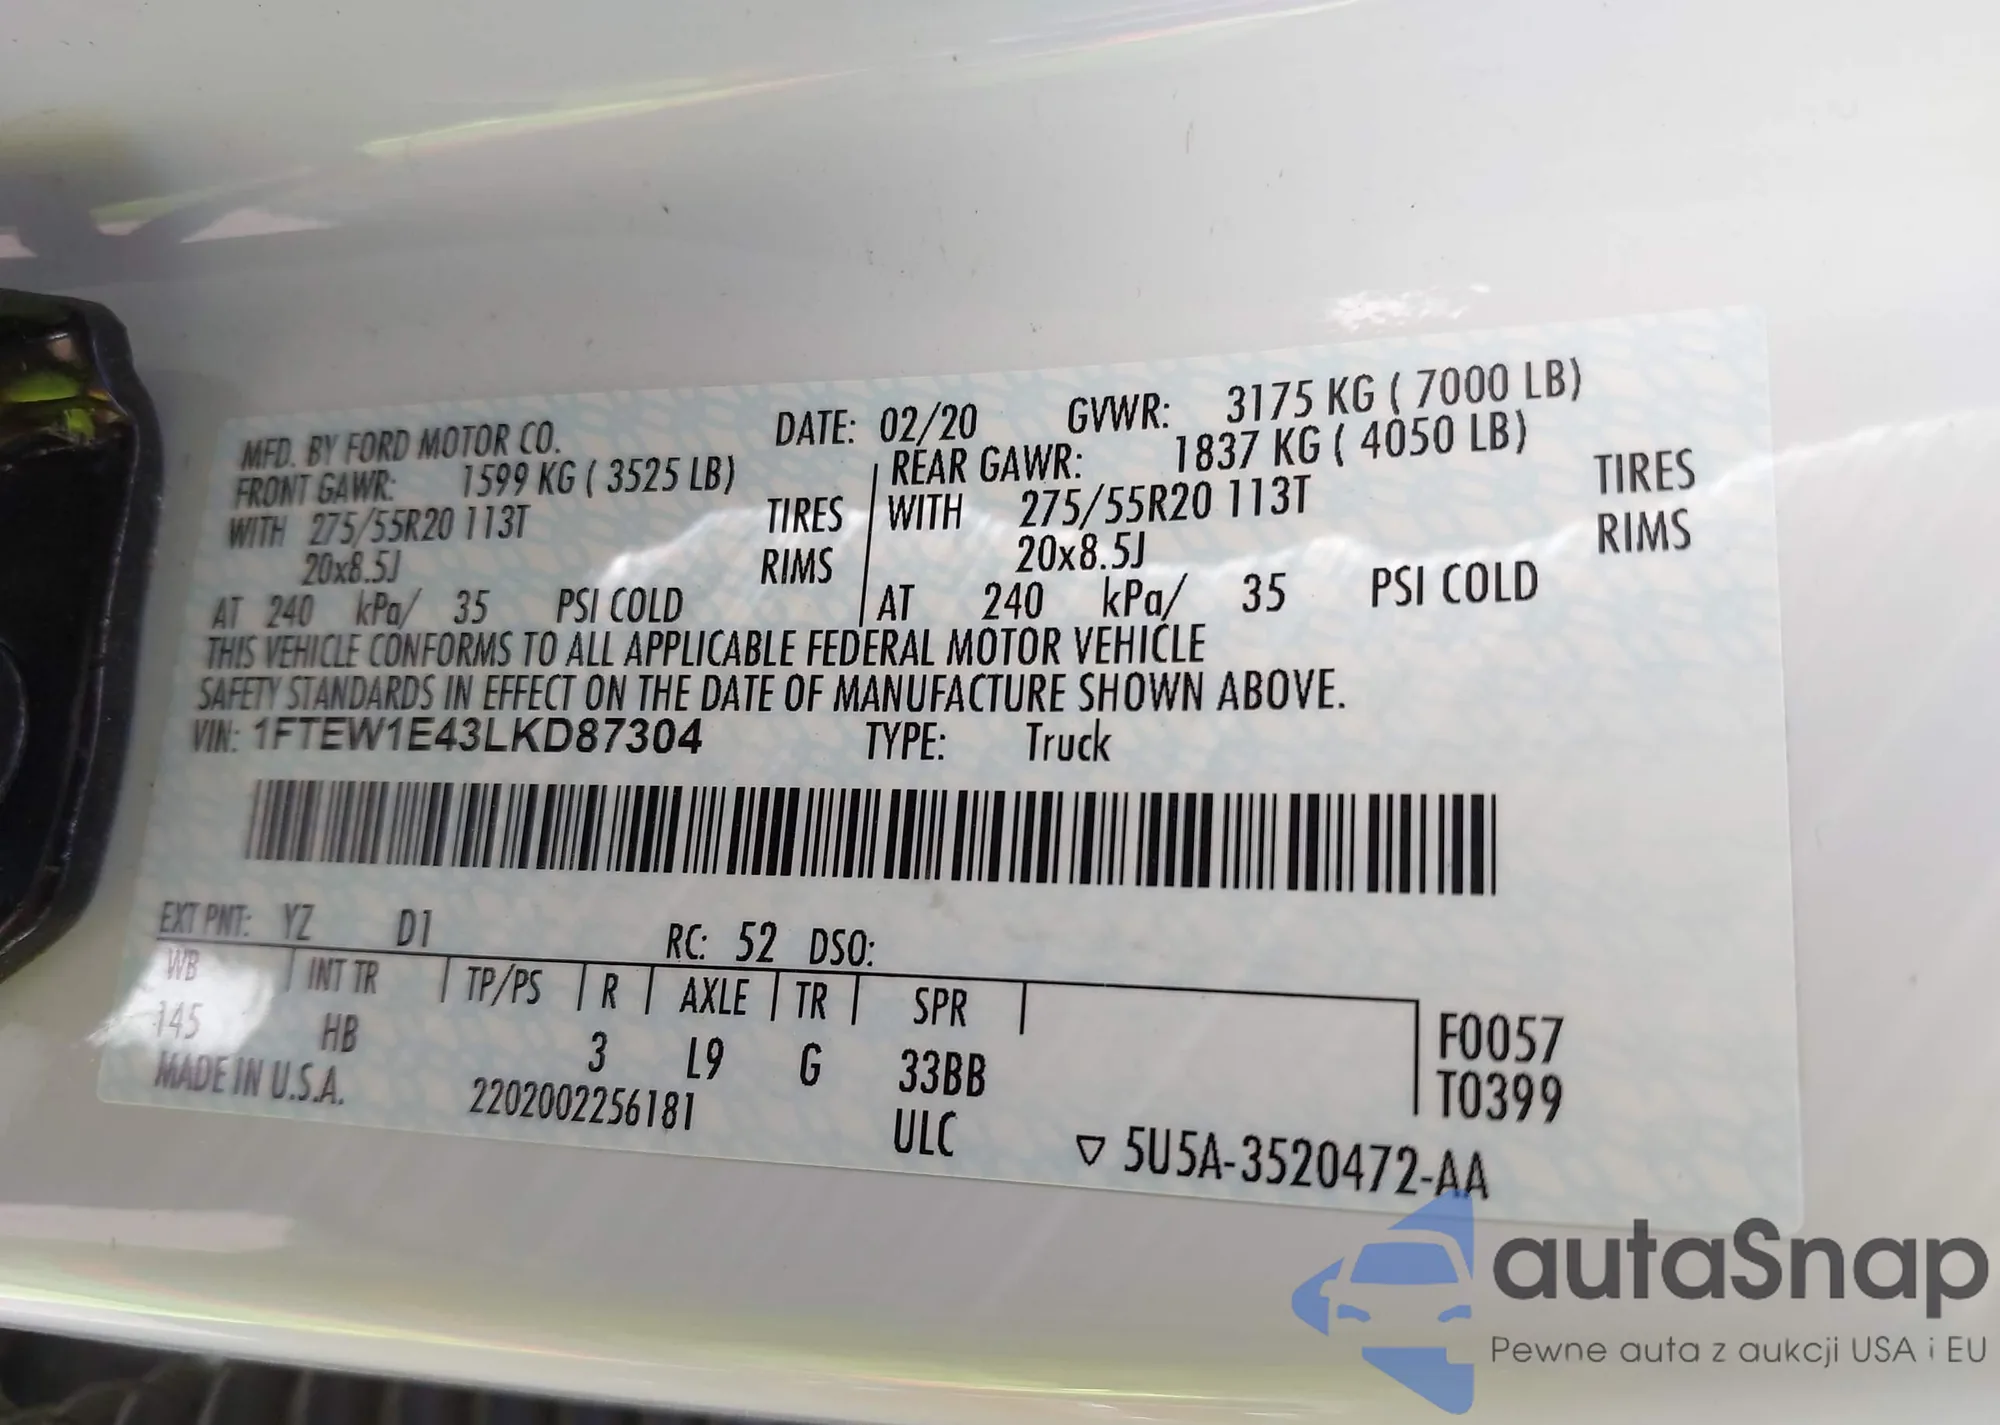 MFD. BY FORD MOTOR CO. DATE: 02/20 GVWR: 3175 KG ( 7000 LB)
FRONT GAWR: 1599 KG ( 3525 LB) REAR GAWR: 1837 KG ( 4050 LB)
WITH 275/55R20 113T TIRES WITH 275/55R20 113T TIRES
20x8.5J RIMS 20x8.5J RIMS
AT 240 kPa/ 35 PSI COLD AT 240 kPa/ 35 PSI COLD
THIS VEHICLE CONFORMS TO ALL APPLICABLE FEDERAL MOTOR VEHICLE
SAFETY STANDARDS IN EFFECT ON THE DATE OF MANUFACTURE SHOWN ABOVE.
VIN: 1FTEW1E43LKD87304 TYPE: Truck
EXT PNT: YZ D1 RC: 52 DSO:
WB INT TR TP/PS R AXLE TR SPR
145 HB 3 L9 G 33BB
F0057
T0399
MADE IN U.S.A. 2202002256181 ULC
▽ 5U5A-3520472-AA
autaSnap
Pewne auta z aukcji USA i EU